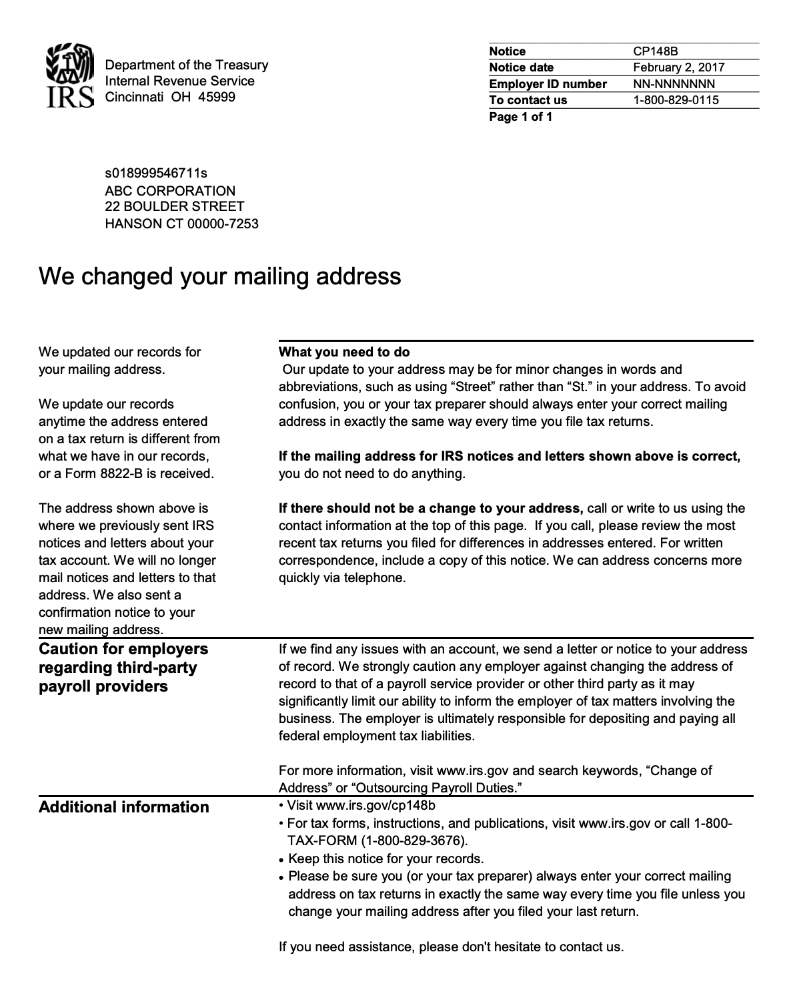 IRS
Department of the Treasury
Internal Revenue Service
Cincinnati OH 45999
Notice CP148B
Notice date February 2, 2017
Employer ID number NN-NNNNNNN
To contact us 1-800-829-0115
Page 1 of 1
s018999546711s
ABC CORPORATION
22 BOULDER STREET
HANSON CT 00000-7253
We changed your mailing address
We updated our records for
your mailing address.
We update our records
anytime the address entered
on a tax return is different from
what we have in our records,
or a Form 8822-B is received.
The address shown above is
where we previously sent IRS
notices and letters about your
tax account. We will no longer
mail notices and letters to that
address. We also sent a
confirmation notice to your
new mailing address.
What you need to do
Our update to your address may be for minor changes in words and
abbreviations, such as using “Street” rather than “St.” in your address. To avoid
confusion, you or your tax preparer should always enter your correct mailing
address in exactly the same way every time you file tax returns.
If the mailing address for IRS notices and letters shown above is correct,
you do not need to do anything.
If there should not be a change to your address, call or write to us using the
contact information at the top of this page. If you call, please review the most
recent tax returns you filed for differences in addresses entered. For written
correspondence, include a copy of this notice. We can address concerns more
quickly via telephone.
Caution for employers
regarding third-party
payroll providers
If we find any issues with an account, we send a letter or notice to your address
of record. We strongly caution any employer against changing the address of
record to that of a payroll service provider or other third party as it may
significantly limit our ability to inform the employer of tax matters involving the
business. The employer is ultimately responsible for depositing and paying all
federal employment tax liabilities.
For more information, visit www.irs.gov and search keywords, “Change of
Address” or “Outsourcing Payroll Duties.”
Additional information
• Visit www.irs.gov/cp148b
• For tax forms, instructions, and publications, visit www.irs.gov or call 1-800-
TAX-FORM (1-800-829-3676).
• Keep this notice for your records.
• Please be sure you (or your tax preparer) always enter your correct mailing
address on tax returns in exactly the same way every time you file unless you
change your mailing address after you filed your last return.
If you need assistance, please don't hesitate to contact us.